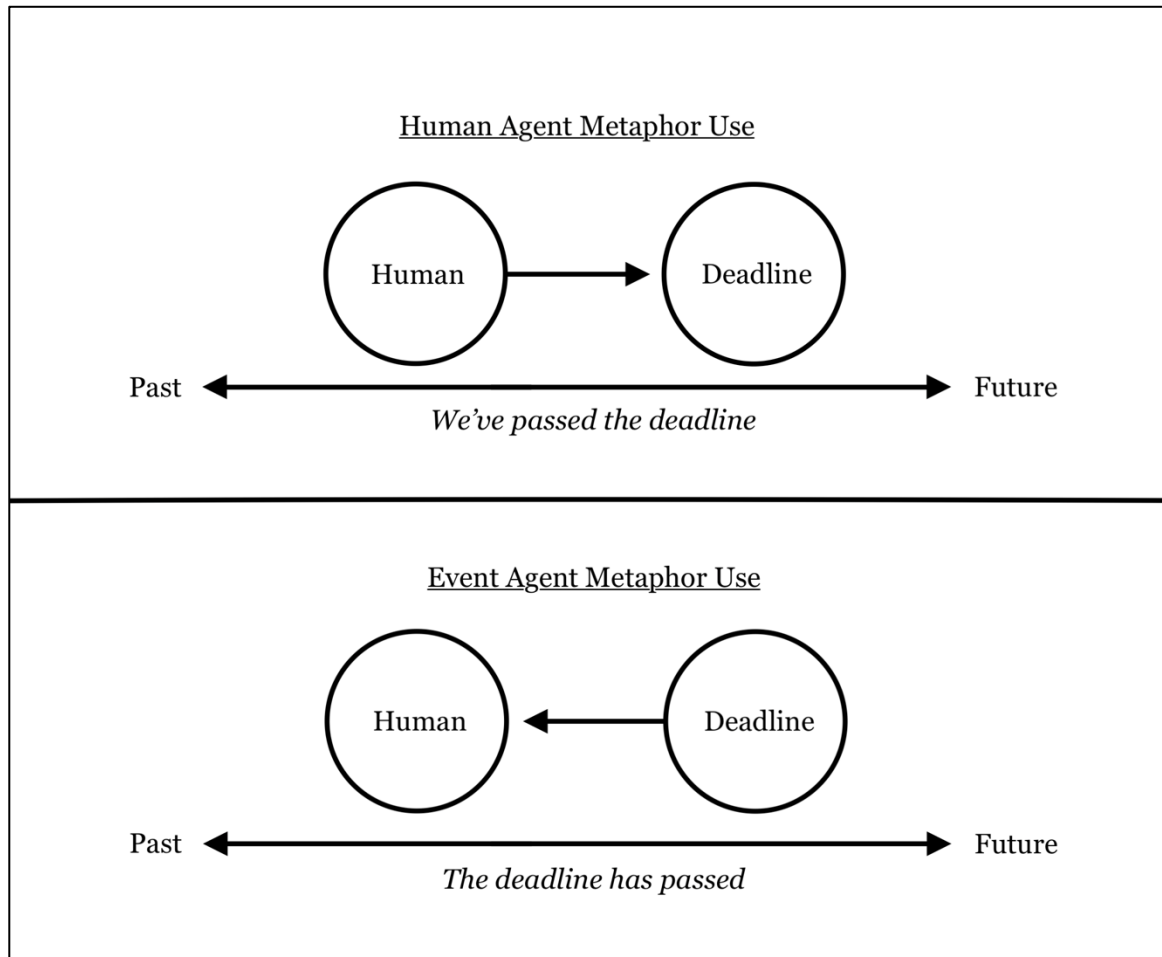 Human Agent Metaphor Use
Human
Deadline
Past
Future
We’ve passed the deadline
Event Agent Metaphor Use
Human
Deadline
Past
Future
The deadline has passed